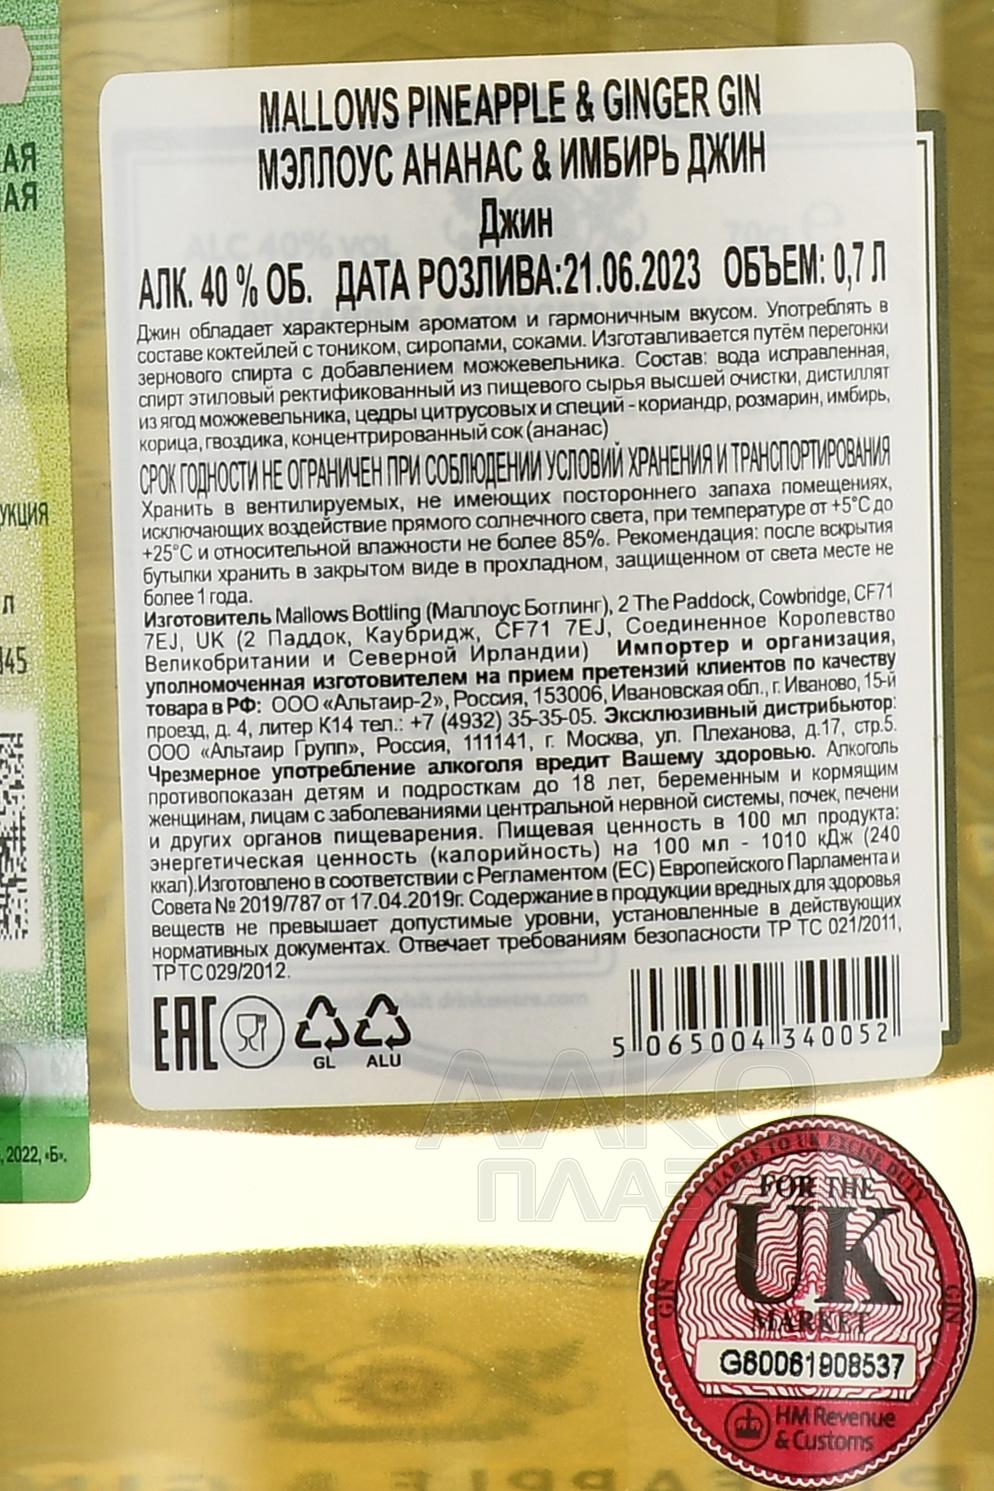 MALLOWS PINEAPPLE & GINGER GIN
МЭЛЛОУС АНАНАС & ИМБИРЬ ДЖИН
Джин
АЛК. 40 % ОБ. ДАТА РОЗЛИВА:21.06.2023 ОБЪЕМ: 0,7 Л
Джин обладает характерным ароматом и гармоничным вкусом. Употреблять в
составе коктейлей с тоником, сиропами, соками. Изготавливается путём перегонки
зернового спирта с добавлением можжевельника. Состав: вода исправленная,
спирт этиловый ректификованный из пищевого сырья высшей очистки, дистиллят
из ягод можжевельника, цедры цитрусовых и специй - кориандр, розмарин, имбирь,
корица, гвоздика, концентрированный сок (ананас)
СРОК ГОДНОСТИ НЕ ОГРАНИЧЕН ПРИ СОБЛЮДЕНИИ УСЛОВИЙ ХРАНЕНИЯ И ТРАНСПОРТИРОВАНИЯ
Хранить в вентилируемых, не имеющих постороннего запаха помещениях,
исключающих воздействие прямого солнечного света, при температуре от +5°С до
+25°С и относительной влажности не более 85%. Рекомендация: после вскрытия
бутылки хранить в закрытом виде в прохладном, защищенном от света месте не
более 1 года.
Изготовитель Mallows Bottling (Маллоус Ботлинг), 2 The Paddock, Cowbridge, CF71
7EJ, UK (2 Паддок, Каубридж, CF71 7EJ, Соединенное Королевство
Великобритании и Северной Ирландии) Импортер и организация,
уполномоченная изготовителем на прием претензий клиентов по качеству
товара в РФ: ООО «Альтаир-2», Россия, 153006, Ивановская обл., г. Иваново, 15-й
проезд, д. 4, литер К14 тел.: +7 (4932) 35-35-05. Эксклюзивный дистрибьютор:
ООО «Альтаир Групп», Россия, 111141, г. Москва, ул. Плеханова, д.17, стр.5.
Чрезмерное употребление алкоголя вредит Вашему здоровью. Алкоголь
противопоказан детям и подросткам до 18 лет, беременным и кормящим
женщинам, лицам с заболеваниями центральной нервной системы, почек, печени
и других органов пищеварения. Пищевая ценность в 100 мл продукта:
энергетическая ценность (калорийность) на 100 мл - 1010 кДж (240
ккал).Изготовлено в соответствии с Регламентом (ЕС) Европейского Парламента и
Совета № 2019/787 от 17.04.2019г. Содержание в продукции вредных для здоровья
веществ не превышает допустимые уровни, установленные в действующих
нормативных документах. Отвечает требованиям безопасности ТР ТС 021/2011,
ТР ТС 029/2012.
EAC
GL
ALU
5 065004 340052
АЯ
АЯ
УКЦИЯ
л
45
, 2022, «Б».
АЛКО
ПЛАЗА
LIABLE TO UK EXCISE DUTY
FOR THE
UK
MARKET
GIN
GIN
G60061908537
HM Revenue
& Customs